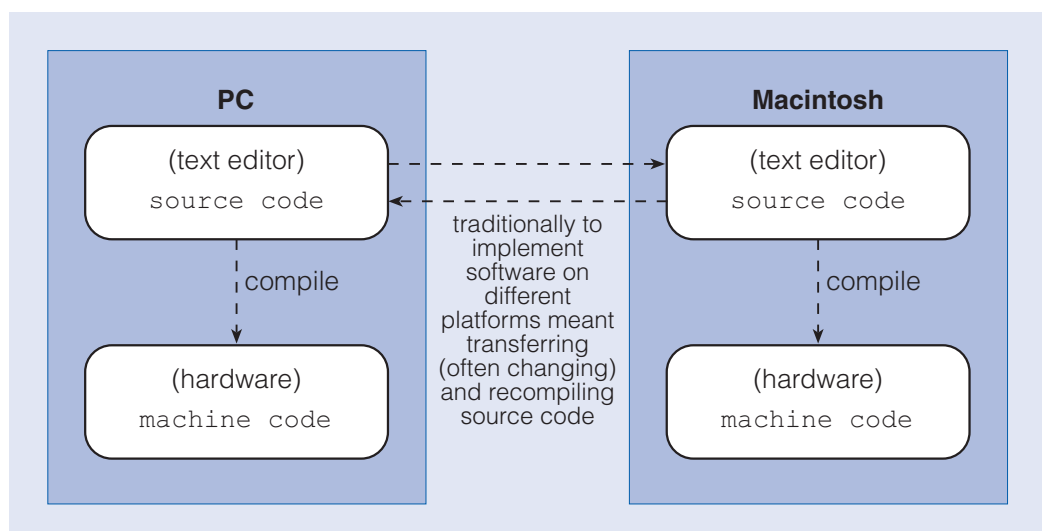 PC
(text editor)
source code
compile
(hardware)
machine code
traditionally to
implement
software on
different
platforms meant
transferring
(often changing)
and recompiling
source code
Macintosh
(text editor)
source code
compile
(hardware)
machine code